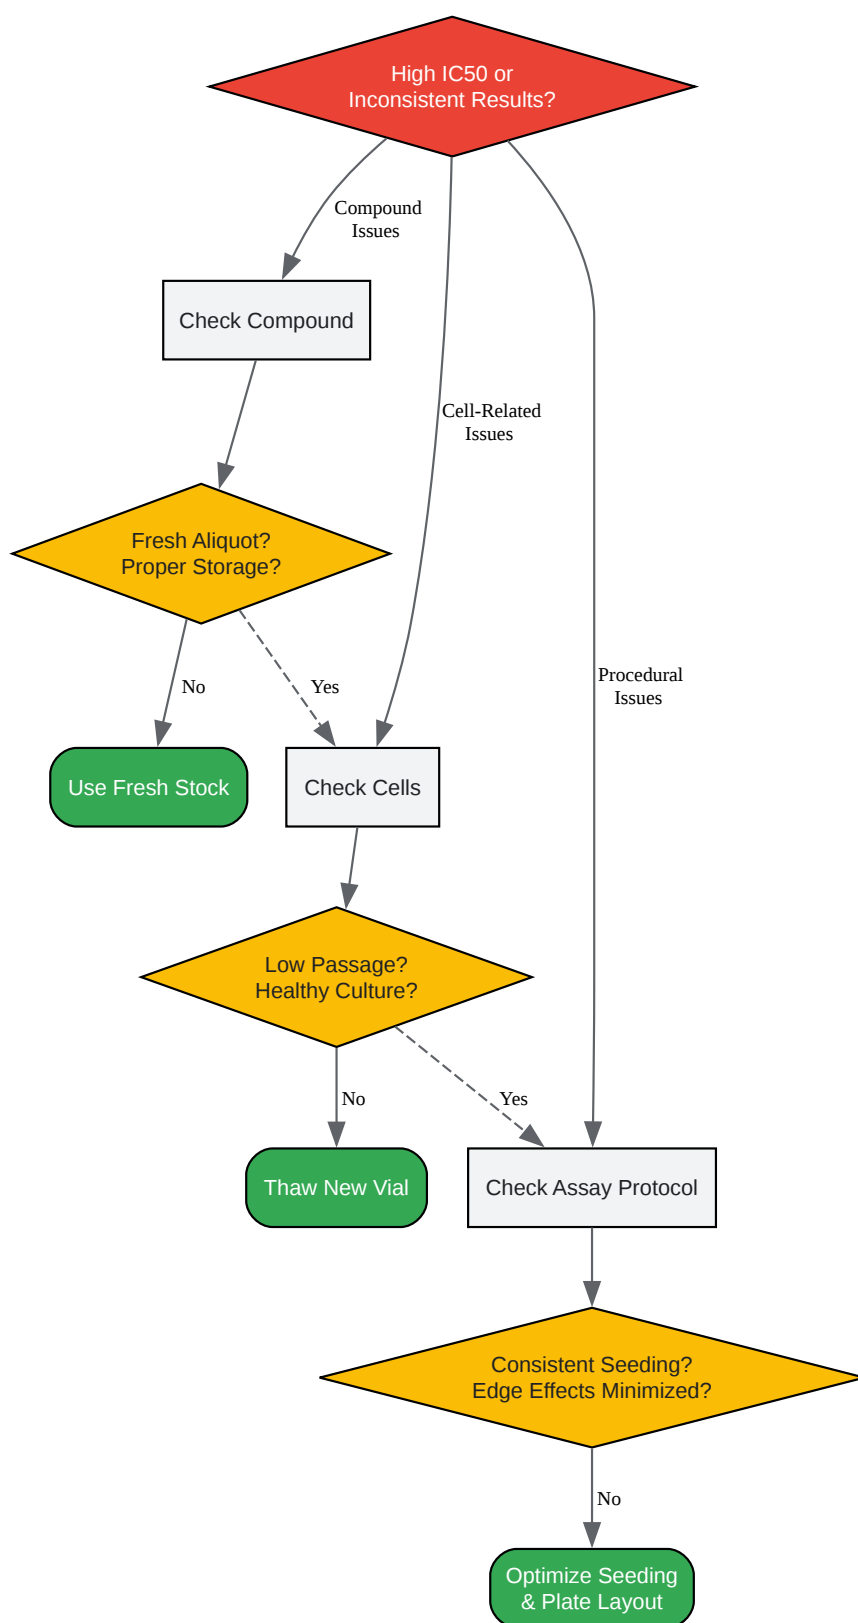 High IC50 or
Inconsistent Results?
Compound
Issues
Check Compound
Cell-Related
Issues
Fresh Aliquot?
Proper Storage?
Procedural
Issues
No
Yes
Use Fresh Stock
Check Cells
Low Passage?
Healthy Culture?
No
Yes
Thaw New Vial
Check Assay Protocol
Consistent Seeding?
Edge Effects Minimized?
No
Optimize Seeding
& Plate Layout